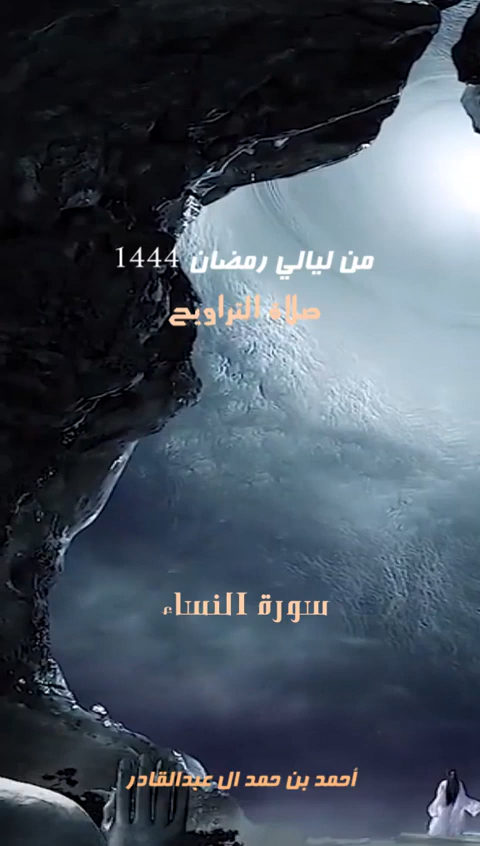 من ليالي رمضان 1444
صلاة التراويح
سورة النساء
أحمد بن حمد ال عبدالقادر